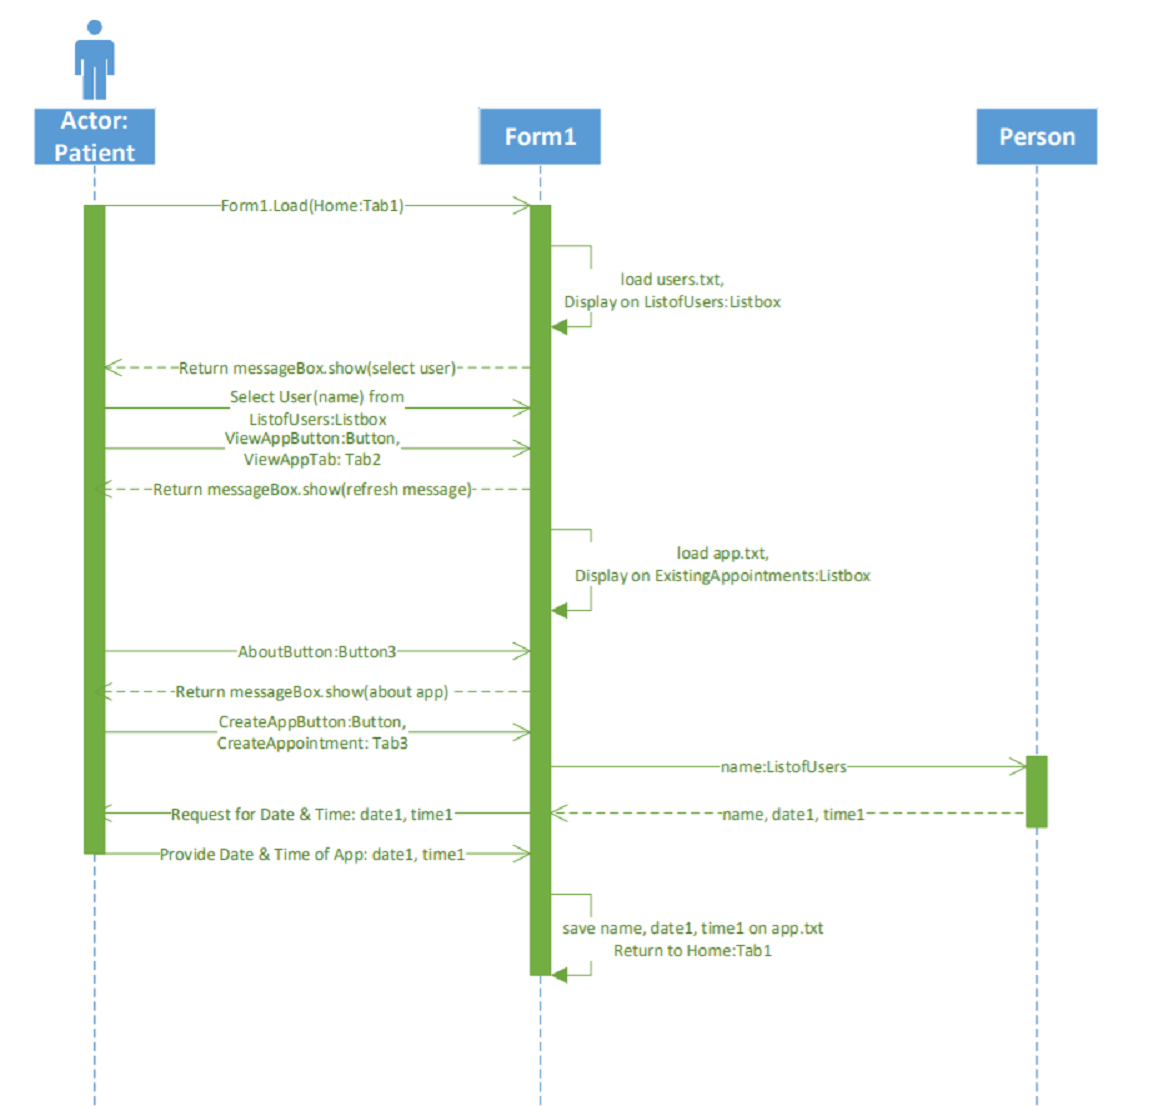 Actor:
Patient
Form1
Person
Form1.Load(Home:Tab1)
load users.txt,
Display on ListofUsers:Listbox
Return messageBox.show(select user)
Select User(name) from
ListofUsers:Listbox
ViewAppButton:Button,
ViewAppTab: Tab2
Return messageBox.show(refresh message)
load app.txt,
Display on ExistingAppointments:Listbox
AboutButton:Button3
Return messageBox.show(about app)
CreateAppButton:Button,
CreateAppointment: Tab3
name:ListofUsers
Request for Date & Time: date1, time1
name, date1, time1
Provide Date & Time of App: date1, time1
save name, date1, time1 on app.txt
Return to Home:Tab1